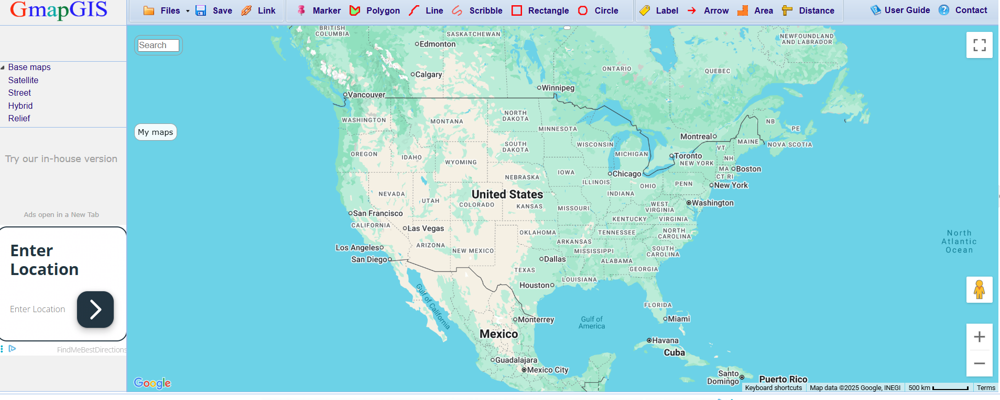 GmapGIS
Files Save Link Marker Polygon Line Scribble Rectangle Circle Label Arrow Area Distance User Guide Contact
Base maps
Satellite
Street
Hybrid
Relief
Try our in-house version
Ads open in a New Tab
Enter
Location
Enter Location
FindMeBestDirections
Search
My maps
BRITISH
COLUMBIA
SASKATCHEWAN
NEWFOUNDLAND
AND LABRADOR
Edmonton
ONTARIO
QUEBEC
Calgary
Winnipeg
Vancouver
NORTH
DAKOTA
WASHINGTON
MONTANA
MINNESOTA
NB
PE
Montreal
MAINE
NOVA SCOTIA
WISCONSIN
SOUTH
DAKOTA
VT
OREGON
IDAHO
MICHIGAN
Toronto
NH
WYOMING
NEW YORK
MA
Boston
IOWA
Chicago
NEBRASKA
CT RI
ILLINOIS
OHIO
PENN
New York
United States
NEVADA
UTAH
INDIANA
COLORADO
KANSAS
MISSOURI
WEST
VIRGINIA
Washington
San Francisco
KENTUCKY
VIRGINIA
CALIFORNIA
Las Vegas
OKLAHOMA
TENNESSEE
NORTH
CAROLINA
ARKANSAS
Los Angeles
ARIZONA
NEW MEXICO
MISSISSIPPI
SOUTH
CAROLINA
North
Atlantic
Ocean
San Diego
Dallas
ALABAMA
TEXAS
GEORGIA
LOUISIANA
Houston
Gulf of California
FLORIDA
Monterrey
Gulf of
America
Miami
Mexico
Havana
Cuba
Guadalajara
Mexico City
Santo
Domingo
Puerto Rico
Google
Keyboard shortcuts Map data ©2025 Google, INEGI 500 km Terms